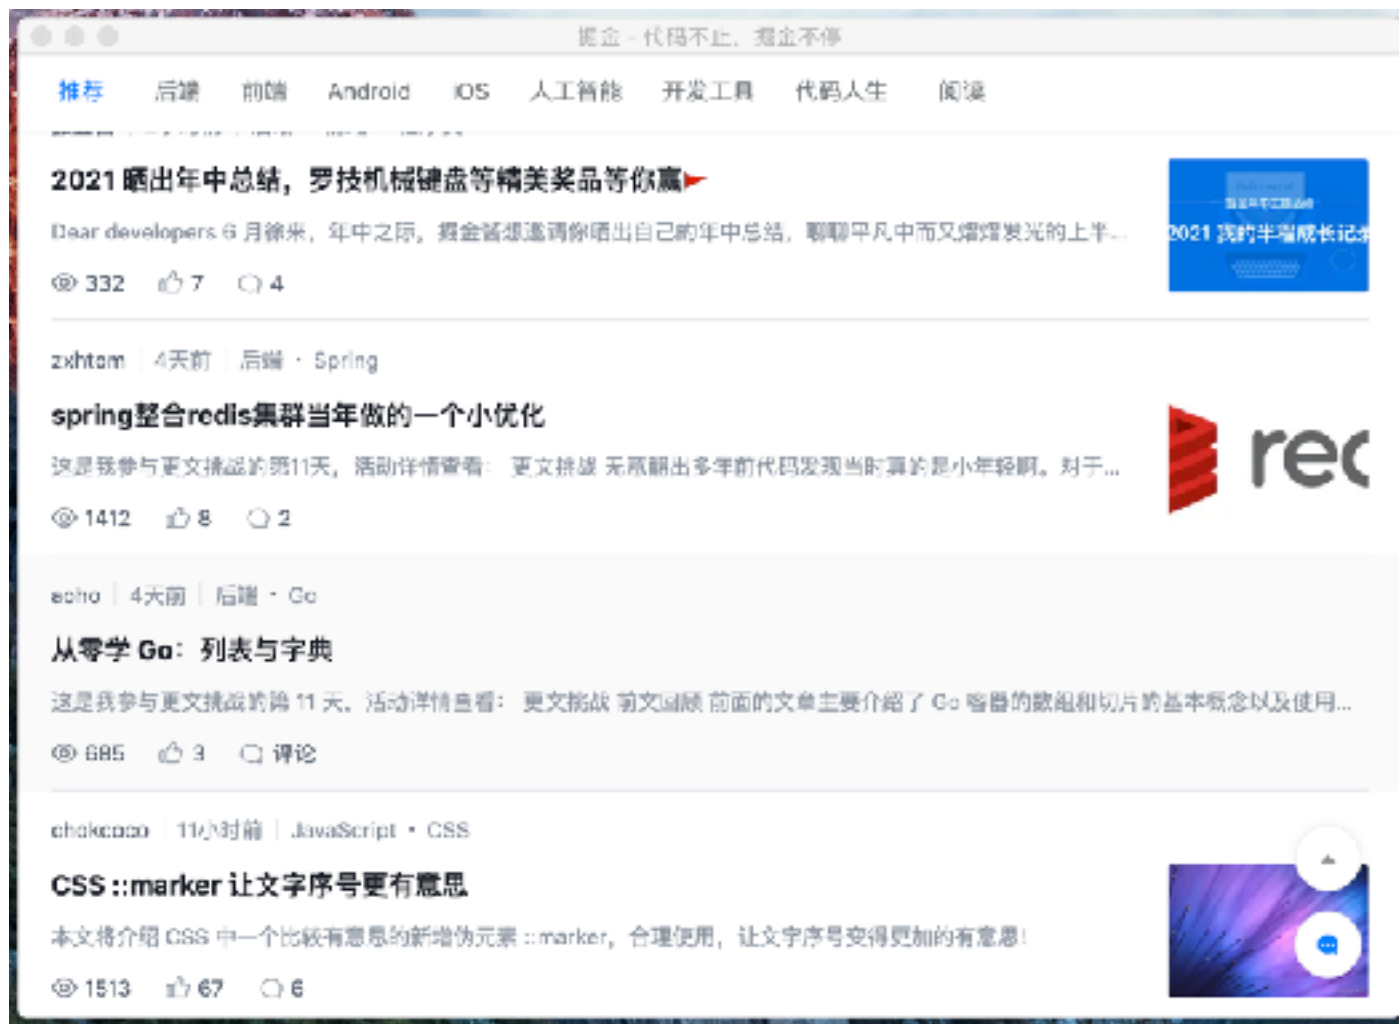 掘金 - 代码不止，掘金不停
推荐 后端 前端 Android iOS 人工智能 开发工具 代码人生 阅读
2021 晒出年中总结，罗技机械键盘等精美奖品等你赢
Dear developers 6 月徐来，年中之际，掘金酱想邀请你晒出自己的年中总结，聊聊平凡中而又熠熠发光的上半...
2021 我的半程成长记录
332 7 4
zxhtom 4天前 后端 · Spring
spring整合redis集群当年做的一个小优化
这是我参与更文挑战的第11天，活动详情查看： 更文挑战 无意翻出多年前代码发现当时真的是小年轻啊。对于...
red
1412 8 2
aoho 4天前 后端 · Go
从零学 Go：列表与字典
这是我参与更文挑战的第 11 天，活动详情查看： 更文挑战 前文回顾 前面的文章主要介绍了 Go 容器的数组和切片的基本概念以及使用...
685 3 评论
chokcoco 11小时前 JavaScript · CSS
CSS ::marker 让文字序号更有意思
本文将介绍 CSS 中一个比较有意思的新增伪元素 ::marker，合理使用，让文字序号变得更加的有意思！
1513 67 6